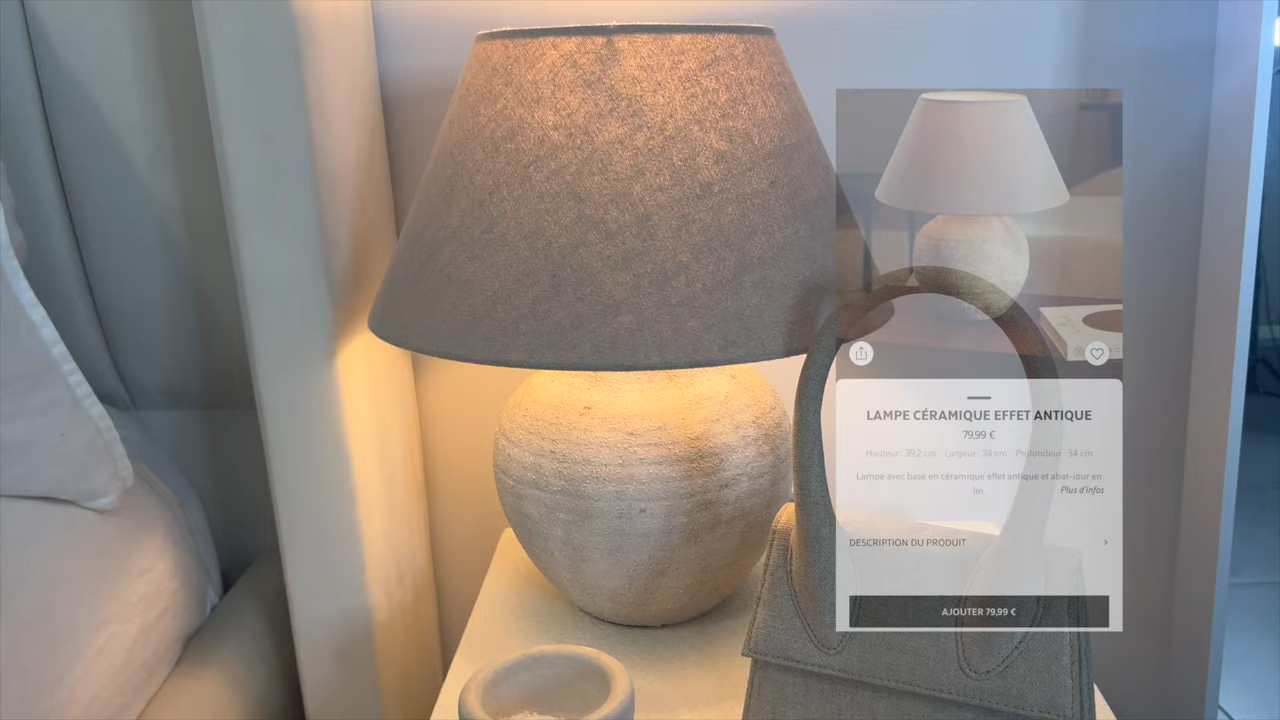 LAMPE CÉRAMIQUE EFFET ANTIQUE
79,99 €
Hauteur: 39,2 cm Largeur: 34 cm Profondeur: 34 cm
Lampe avec base en céramique effet antique et abat-jour en
lin.
Plus d'infos
DESCRIPTION DU PRODUIT
AJOUTER 79,99 €